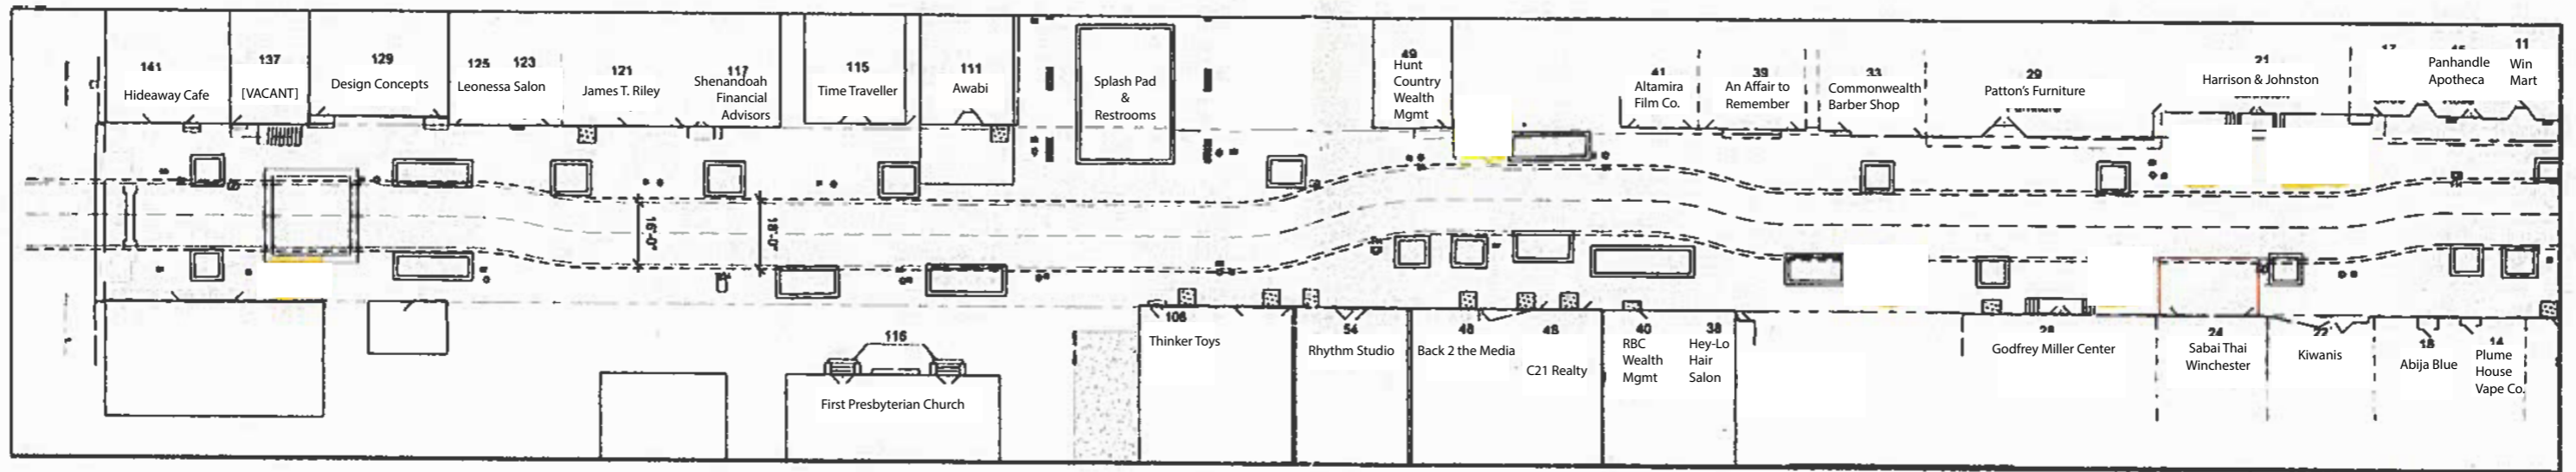 141
Hideaway Cafe
137
[VACANT]
129
Design Concepts
125 123
Leonessa Salon
121
James T. Riley
117
Shenandoah
Financial
Advisors
115
Time Traveller
111
Awabi
Splash Pad
&
Restrooms
49
Hunt
Country
Wealth
Mgmt
41
Altamira
Film Co.
39
An Affair to
Remember
33
Commonwealth
Barber Shop
29
Patton's Furniture
21
Harrison & Johnston
17
Panhandle
Apotheca
11
Win
Mart
16'-0"
18'-0"
116
First Presbyterian Church
106
Thinker Toys
54
Rhythm Studio
48
Back 2 the Media
45
C21 Realty
40
RBC
Wealth
Mgmt
38
Hey-Lo
Hair
Salon
28
Godfrey Miller Center
24
Sabai Thai
Winchester
22
Kiwanis
18
Abija Blue
14
Plume
House
Vape Co.